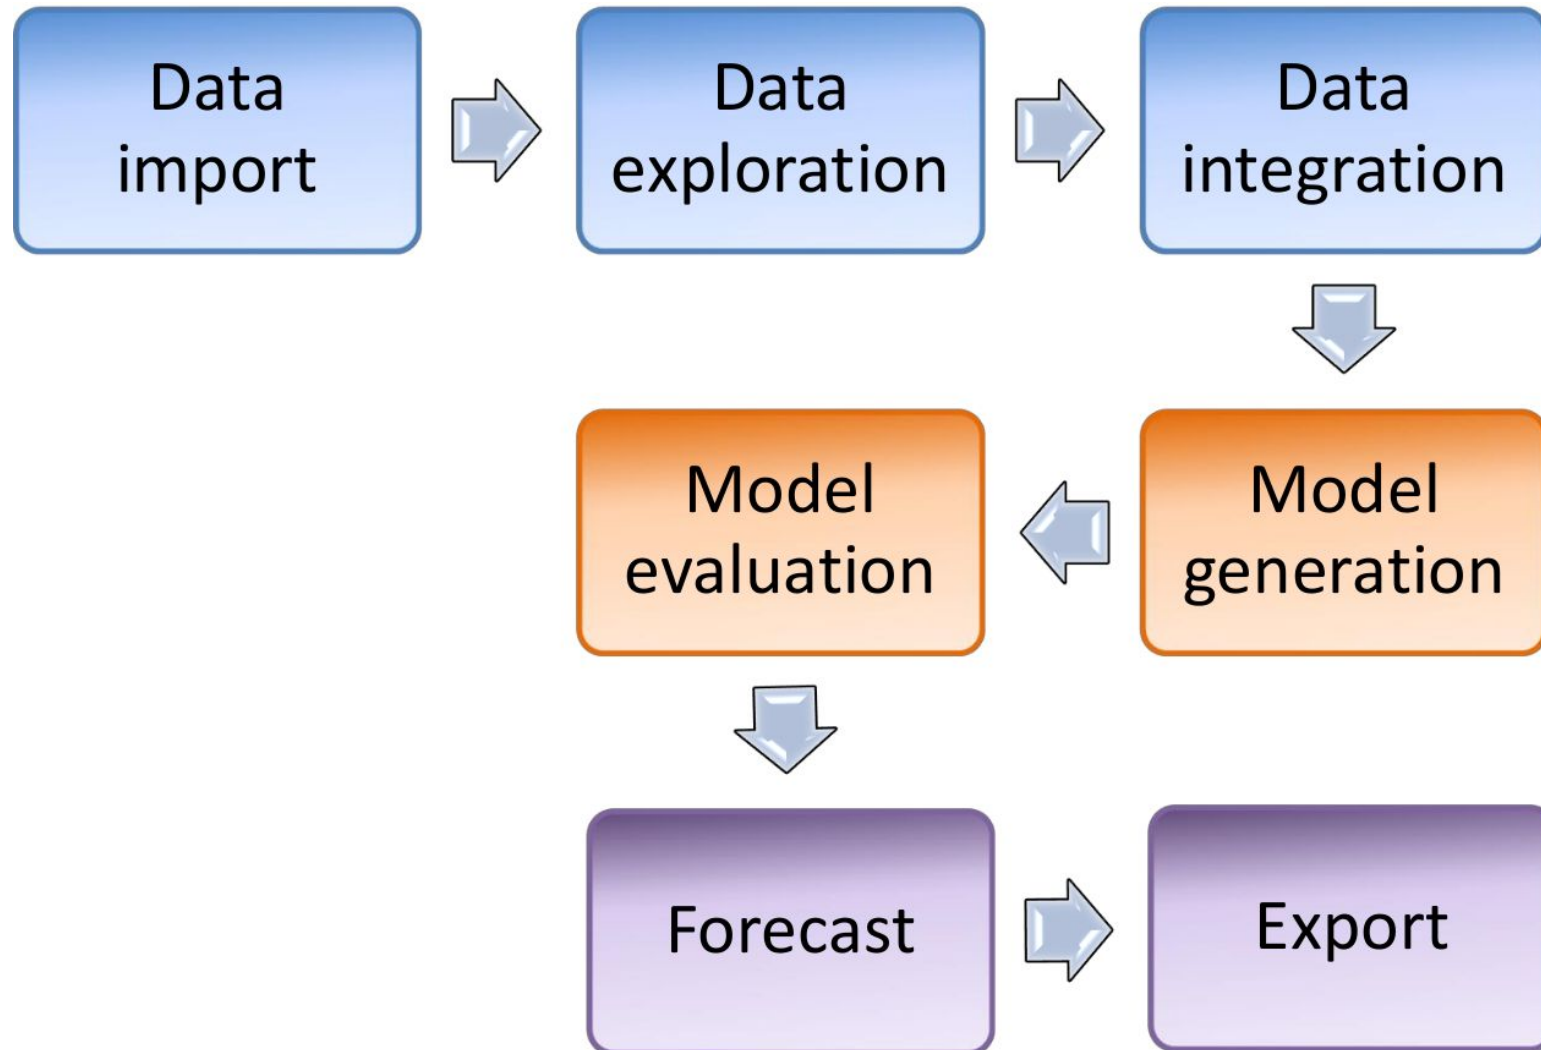 Data
import
Data
exploration
Data
integration
Model
evaluation
Model
generation
Forecast
Export